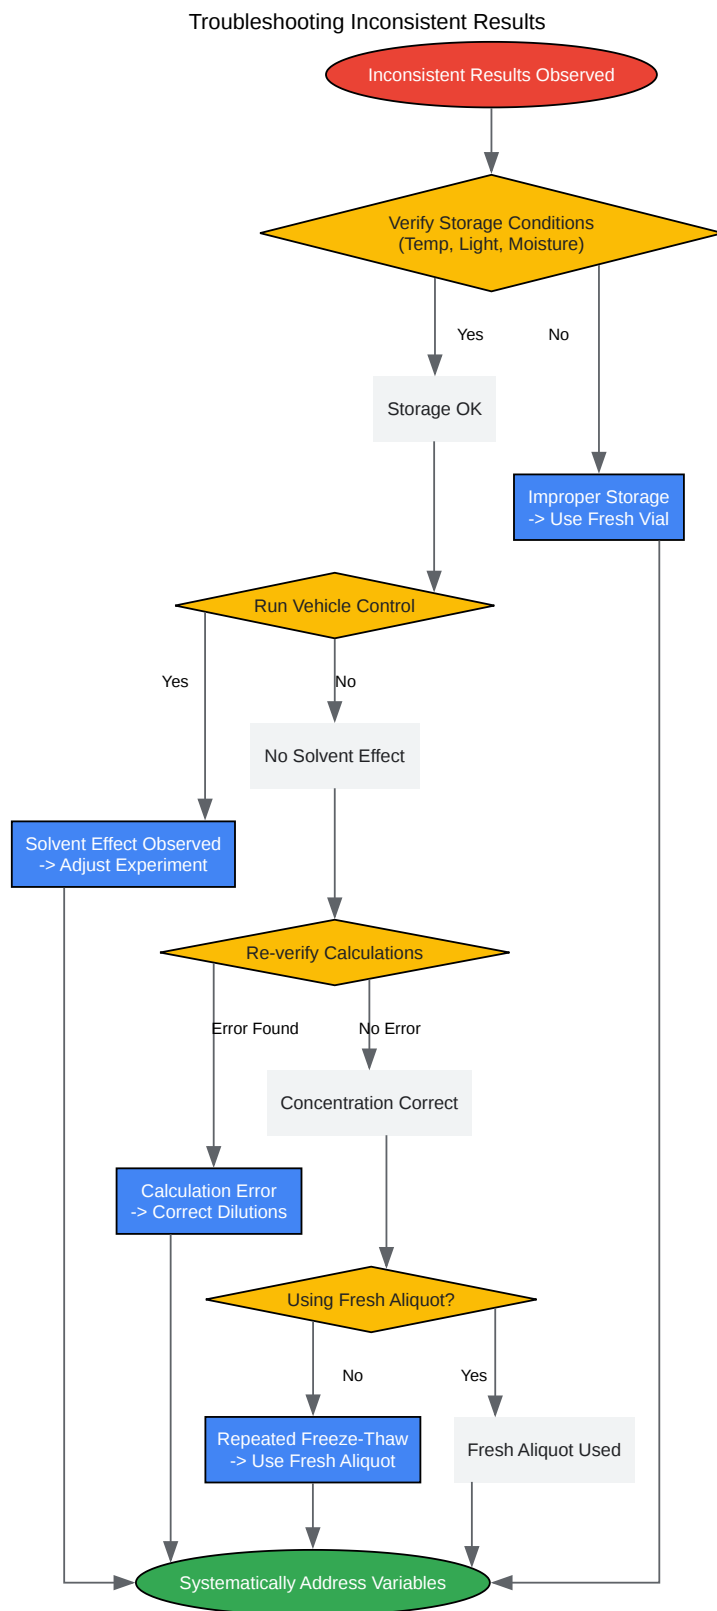 Troubleshooting Inconsistent Results
Inconsistent Results Observed
Verify Storage Conditions
(Temp, Light, Moisture)
Yes
No
Storage OK
Improper Storage
-> Use Fresh Vial
Run Vehicle Control
Yes
No
No Solvent Effect
Solvent Effect Observed
-> Adjust Experiment
Re-verify Calculations
Error Found
No Error
Concentration Correct
Calculation Error
-> Correct Dilutions
Using Fresh Aliquot?
No
Yes
Repeated Freeze-Thaw
-> Use Fresh Aliquot
Fresh Aliquot Used
Systematically Address Variables